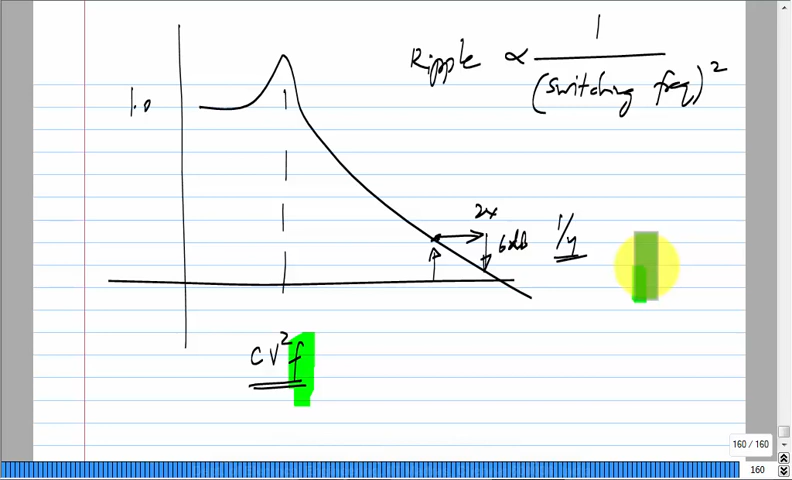 Ripple ∝ 1
(switching freq)²
1.0
2x
6dB 1/4
CV²f
160 / 160
160